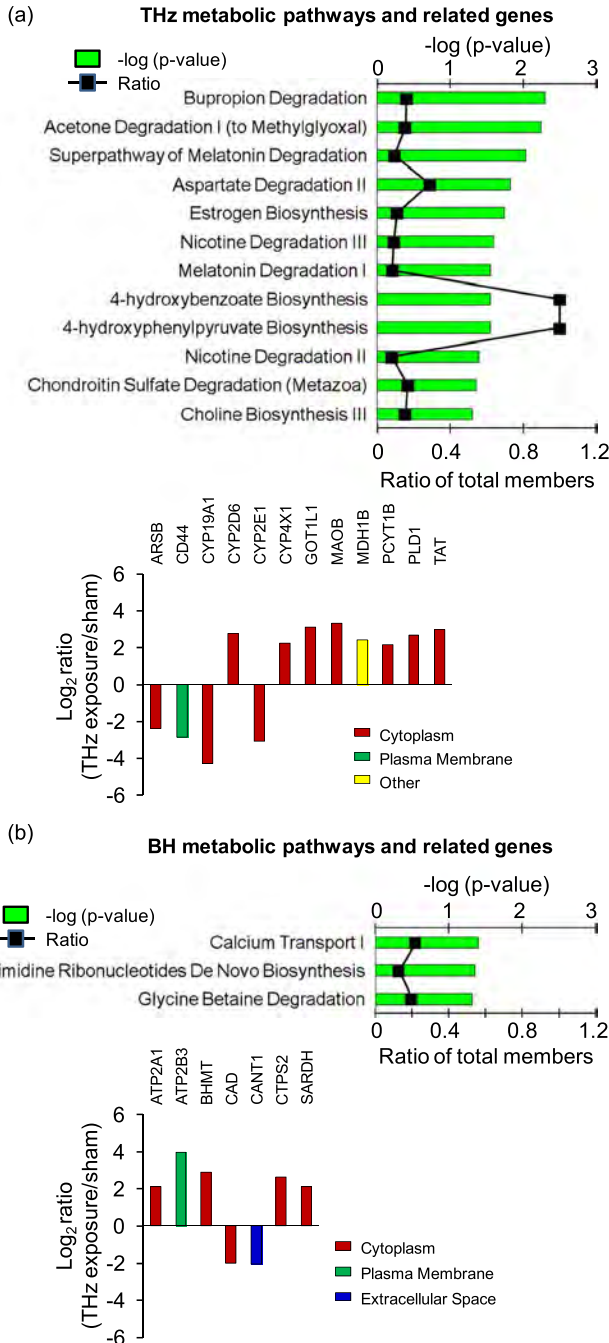 (a)
THz metabolic pathways and related genes
-log (p-value)
Ratio
-log (p-value)
0 1 2 3
Bupropion Degradation
Acetone Degradation I (to Methylglyoxal)
Superpathway of Melatonin Degradation
Aspartate Degradation II
Estrogen Biosynthesis
Nicotine Degradation III
Melatonin Degradation I
4-hydroxybenzoate Biosynthesis
4-hydroxyphenylpyruvate Biosynthesis
Nicotine Degradation II
Chondroitin Sulfate Degradation (Metazoa)
Choline Biosynthesis III
0 0.4 0.8 1.2
Ratio of total members
ARSB CD44 CYP19A1 CYP2D6 CYP2E1 CYP4X1 GOT1L1 MAOB MDH1B PCYT1B PLD1 TAT
Log2 ratio
(THz exposure/sham)
6
4
2
0
-2
-4
-6
Cytoplasm
Plasma Membrane
Other
(b)
BH metabolic pathways and related genes
-log (p-value)
Ratio
-log (p-value)
0 1 2 3
Calcium Transport I
imidine Ribonucleotides De Novo Biosynthesis
Glycine Betaine Degradation
0 0.4 0.8 1.2
Ratio of total members
ATP2A1 ATP2B3 BHMT CAD CANT1 CTPS2 SARDH
Log2 ratio
(THz exposure/sham)
6
4
2
0
-2
-4
-6
Cytoplasm
Plasma Membrane
Extracellular Space